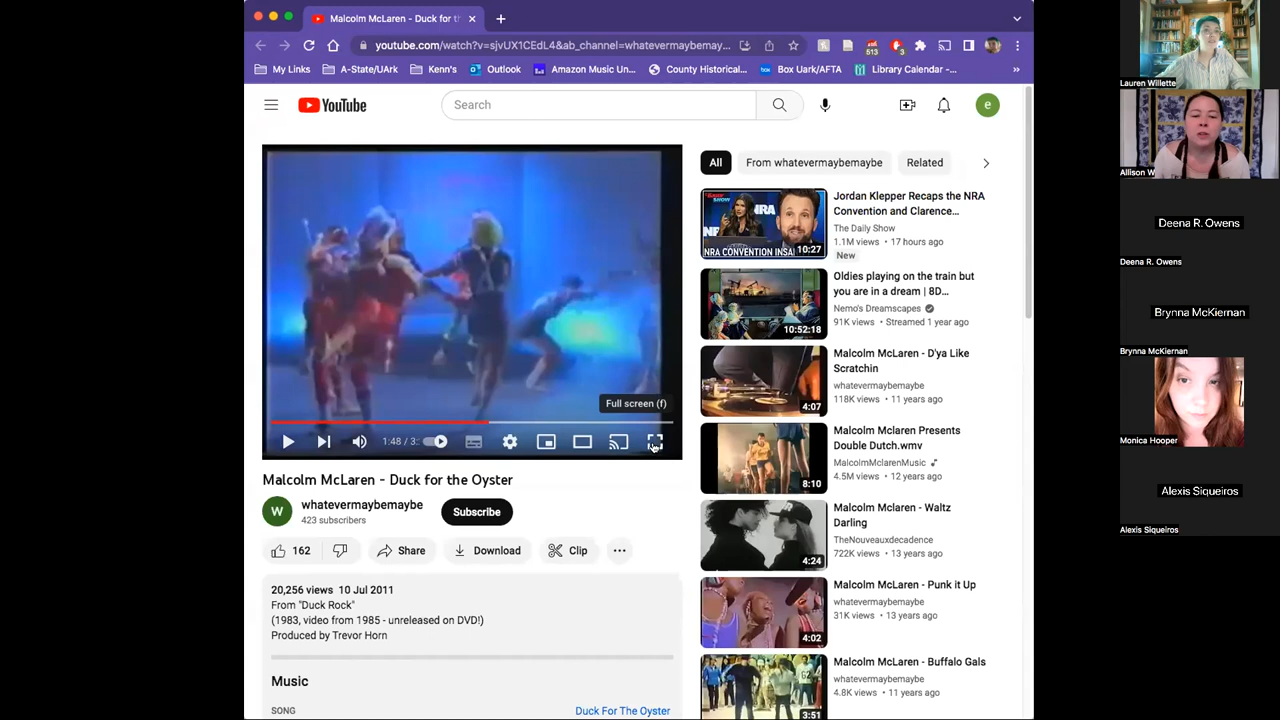 Malcolm McLaren - Duck for th
youtube.com/watch?v=sjvUX1CEdL4&ab_channel=whatevermaybemay...
513
3
My Links
A-State/UArk
Kenn's
Outlook
Amazon Music Un...
County Historical...
Box Uark/AFTA
Library Calendar -...
»
YouTube
Search
e
Full screen (f)
1:48 / 3:
Malcolm McLaren - Duck for the Oyster
W
whatevermaybemaybe
423 subscribers
Subscribe
162
Share
Download
Clip
20,256 views 10 Jul 2011
From "Duck Rock"
(1983, video from 1985 - unreleased on DVD!)
Produced by Trevor Horn
Music
SONG
Duck For The Oyster
All
From whatevermaybemaybe
Related
NRA
NRA CONVENTION INSA
10:27
Jordan Klepper Recaps the NRA
Convention and Clarence...
The Daily Show
1.1M views • 17 hours ago
New
10:52:18
Oldies playing on the train but
you are in a dream | 8D...
Nemo's Dreamscapes
91K views • Streamed 1 year ago
4:07
Malcolm McLaren - D'ya Like
Scratchin
whatevermaybemaybe
118K views • 11 years ago
8:10
Malcolm Mclaren Presents
Double Dutch.wmv
MalcolmMclarenMusic
4.5M views • 12 years ago
4:24
Malcolm Mclaren - Waltz
Darling
TheNouveauxdecadence
722K views • 13 years ago
4:02
Malcolm McLaren - Punk it Up
whatevermaybemaybe
31K views • 13 years ago
3:51
Malcolm McLaren - Buffalo Gals
whatevermaybemaybe
4.8K views • 11 years ago
Lauren Willette
Allison W
Deena R. Owens
Deena R. Owens
Brynna McKiernan
Brynna McKiernan
Monica Hooper
Alexis Siqueiros
Alexis Siqueiros